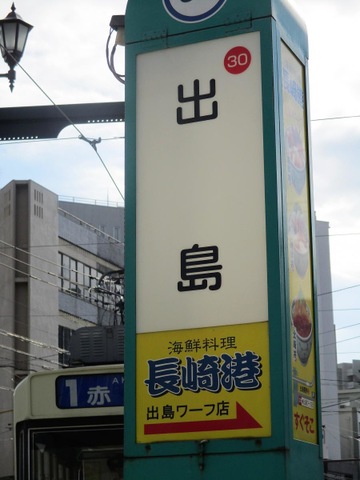 30
出島
海鮮料理
長崎港
出島ワーフ店
すぐそこ
1 赤